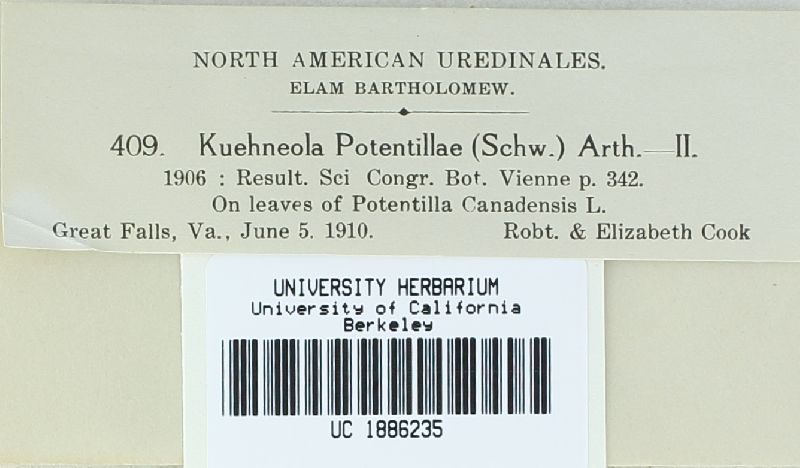 NORTH AMERICAN UREDINALES.
ELAM BARTHOLOMEW.
409. Kuehneola Potentillae (Schw.) Arth.—II.
1906 : Result. Sci Congr. Bot. Vienne p. 342.
On leaves of Potentilla Canadensis L.
Great Falls, Va., June 5. 1910. Robt. & Elizabeth Cook
UNIVERSITY HERBARIUM
University of California
Berkeley
UC 1886235